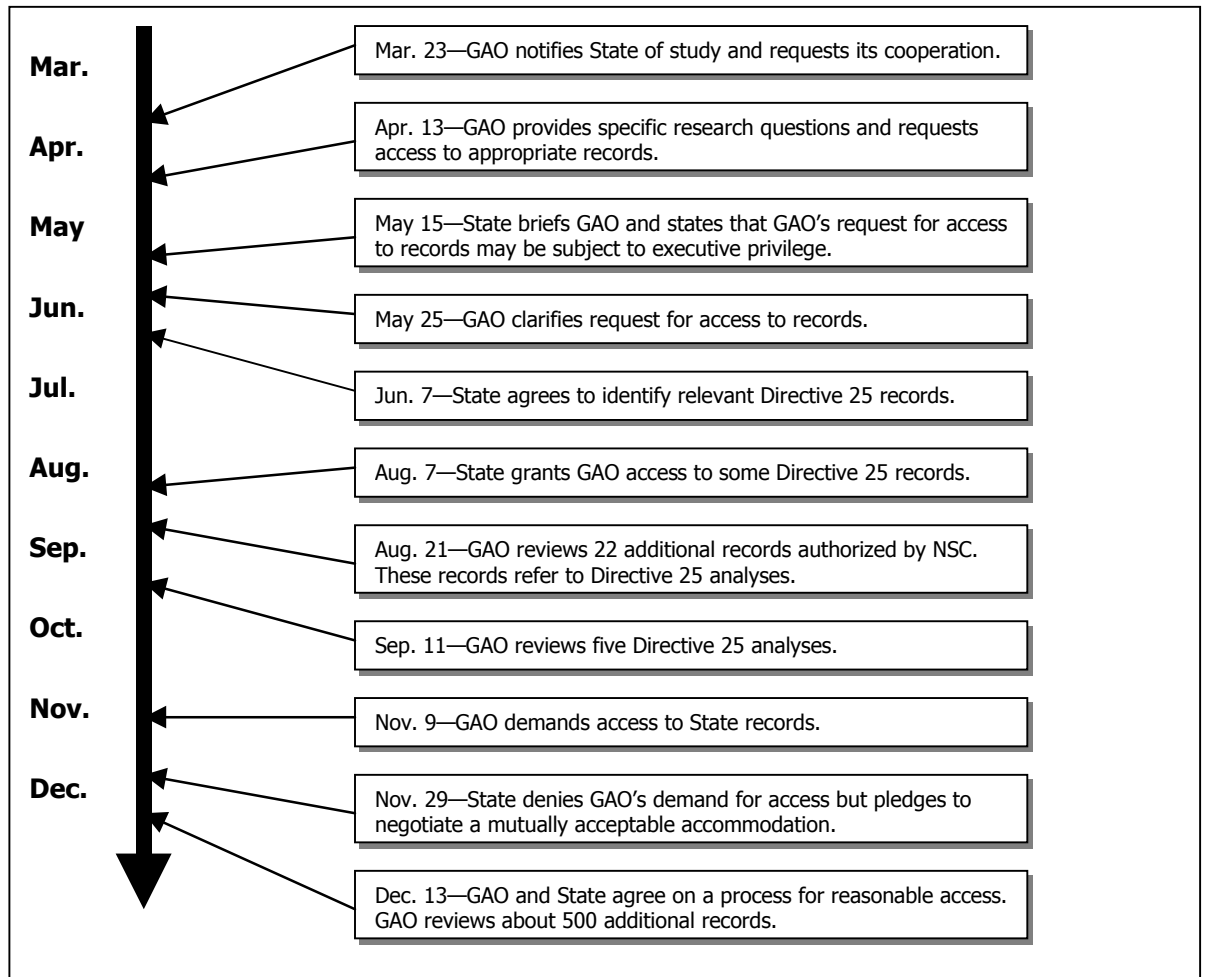 Mar.
Mar. 23—GAO notifies State of study and requests its cooperation.
Apr.
Apr. 13—GAO provides specific research questions and requests
access to appropriate records.
May
May 15—State briefs GAO and states that GAO's request for access
to records may be subject to executive privilege.
Jun.
May 25—GAO clarifies request for access to records.
Jul.
Jun. 7—State agrees to identify relevant Directive 25 records.
Aug.
Aug. 7—State grants GAO access to some Directive 25 records.
Sep.
Aug. 21—GAO reviews 22 additional records authorized by NSC.
These records refer to Directive 25 analyses.
Oct.
Sep. 11—GAO reviews five Directive 25 analyses.
Nov.
Nov. 9—GAO demands access to State records.
Dec.
Nov. 29—State denies GAO's demand for access but pledges to
negotiate a mutually acceptable accommodation.
Dec. 13—GAO and State agree on a process for reasonable access.
GAO reviews about 500 additional records.